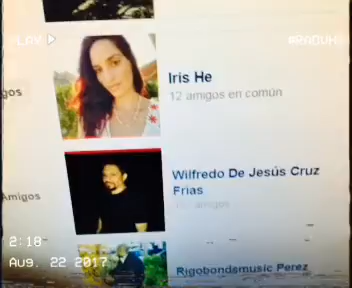 PLAY
Iris He
12 amigos en común
gos
Wilfredo De Jesús Cruz
Frias
amigos
Amigos
2:18
Aug. 22 2017
Rigobondsmusic Perez